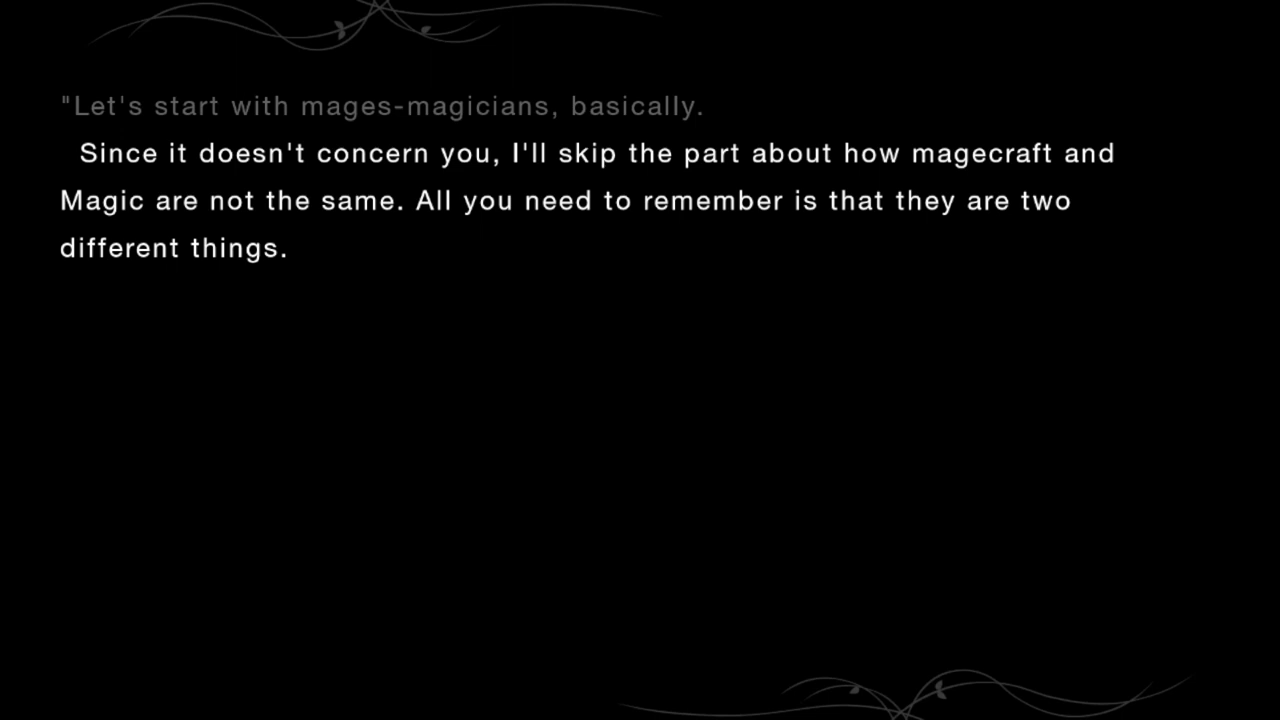 "Let's start with mages-magicians, basically.
Since it doesn't concern you, I'll skip the part about how magecraft and
Magic are not the same. All you need to remember is that they are two
different things.